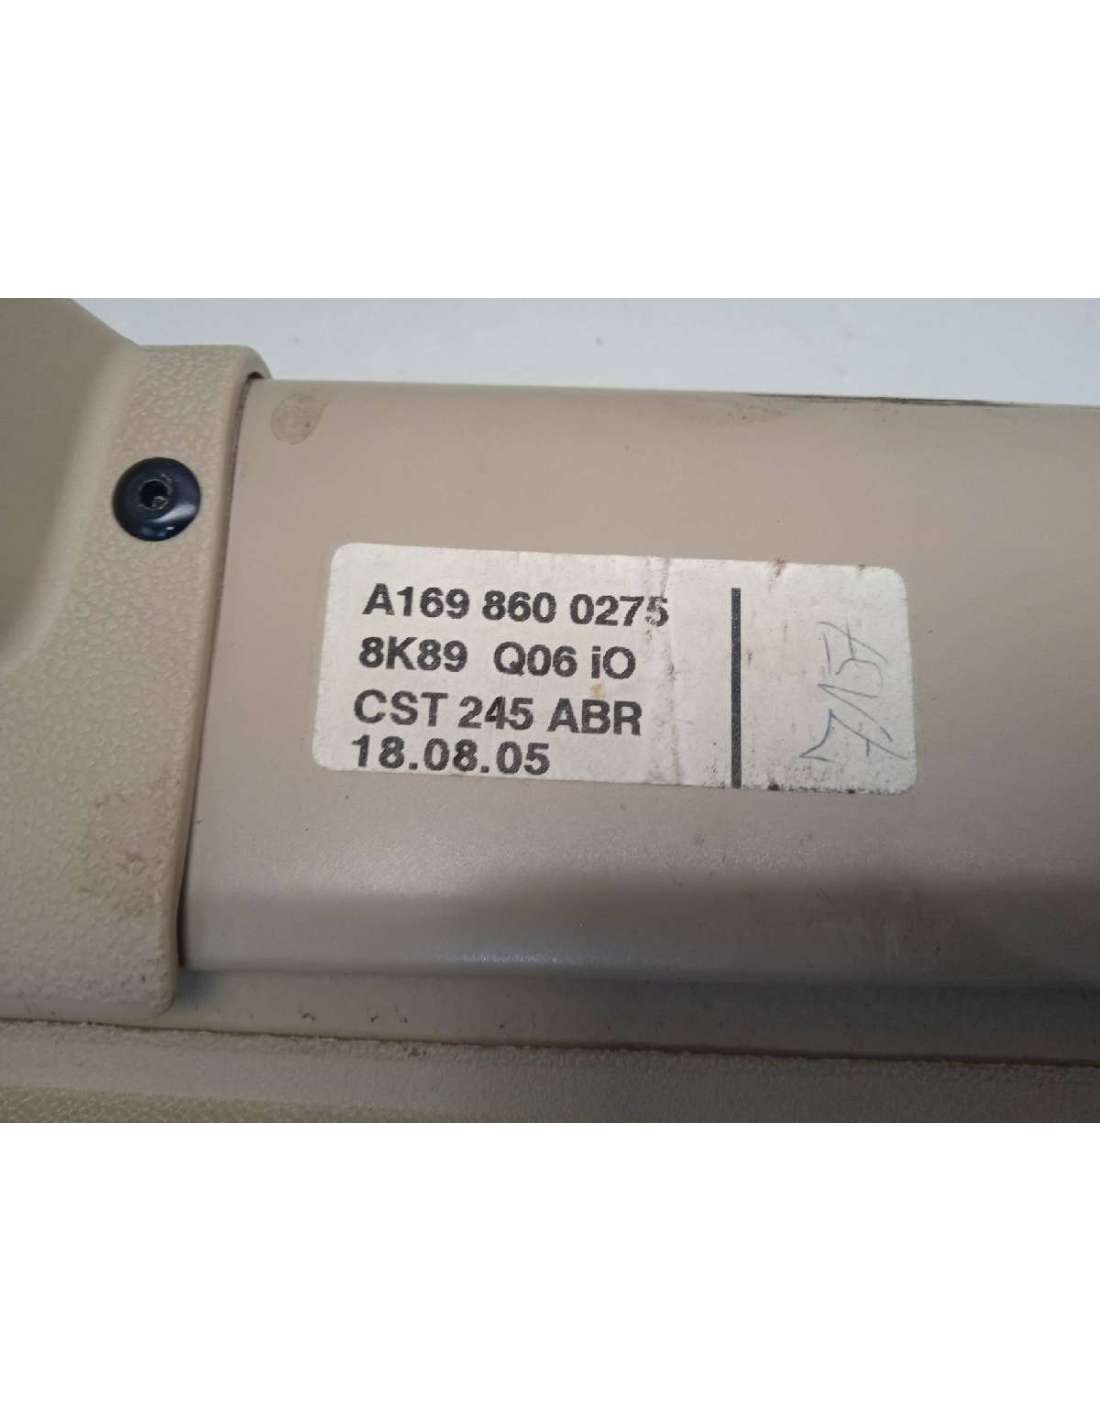 A169 860 0275
8K89 Q06 iO
CST 245 ABR
18.08.05